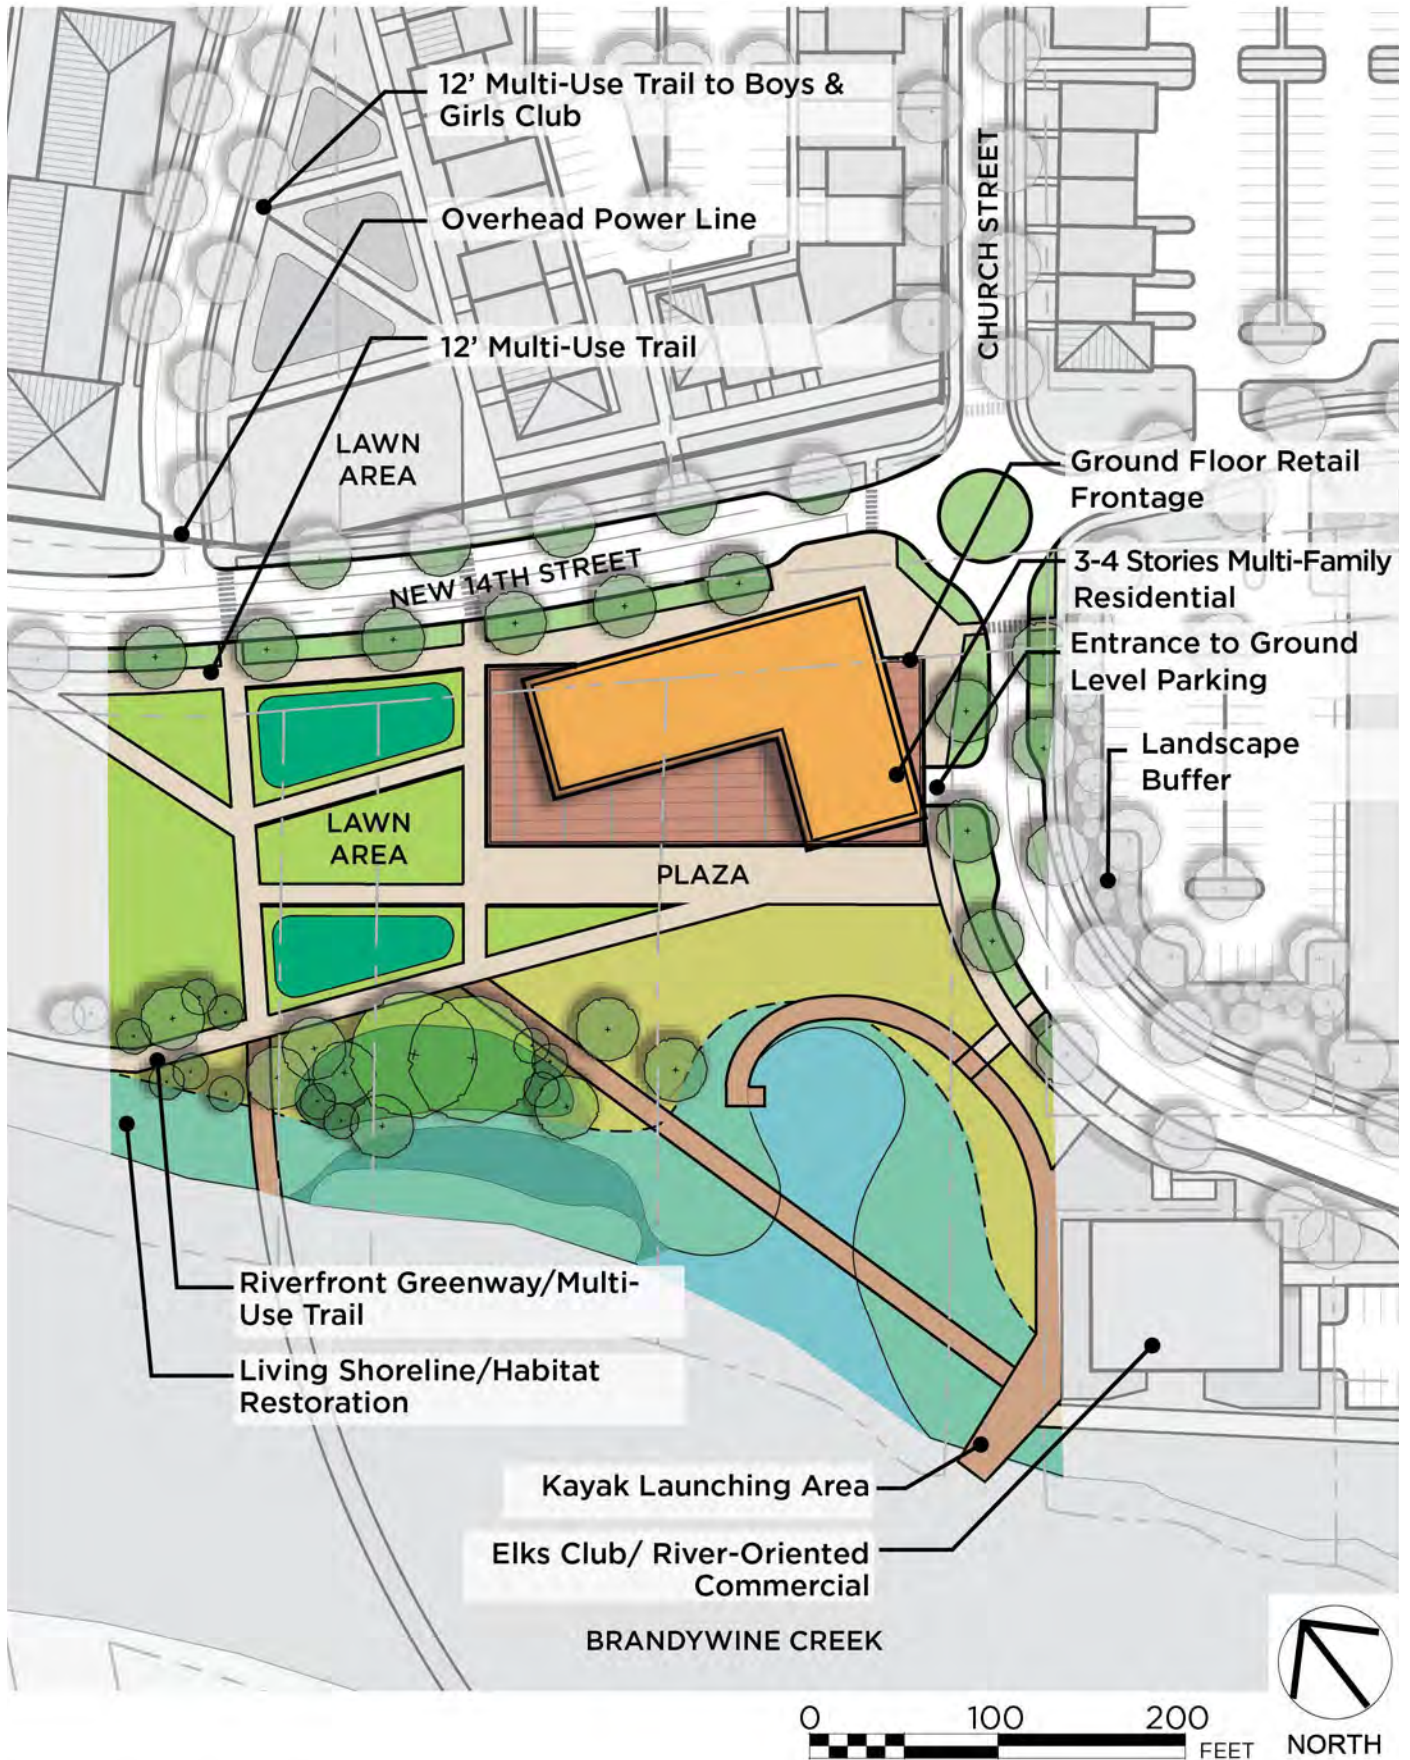 12' Multi-Use Trail to Boys &
Girls Club
CHURCH STREET
Overhead Power Line
12' Multi-Use Trail
LAWN
AREA
Ground Floor Retail
Frontage
NEW 14TH STREET
3-4 Stories Multi-Family
Residential
Entrance to Ground
Level Parking
Landscape
Buffer
LAWN
AREA
PLAZA
Riverfront Greenway/Multi-
Use Trail
Living Shoreline/Habitat
Restoration
Kayak Launching Area
Elks Club/ River-Oriented
Commercial
BRANDYWINE CREEK
0 100 200
FEET
NORTH